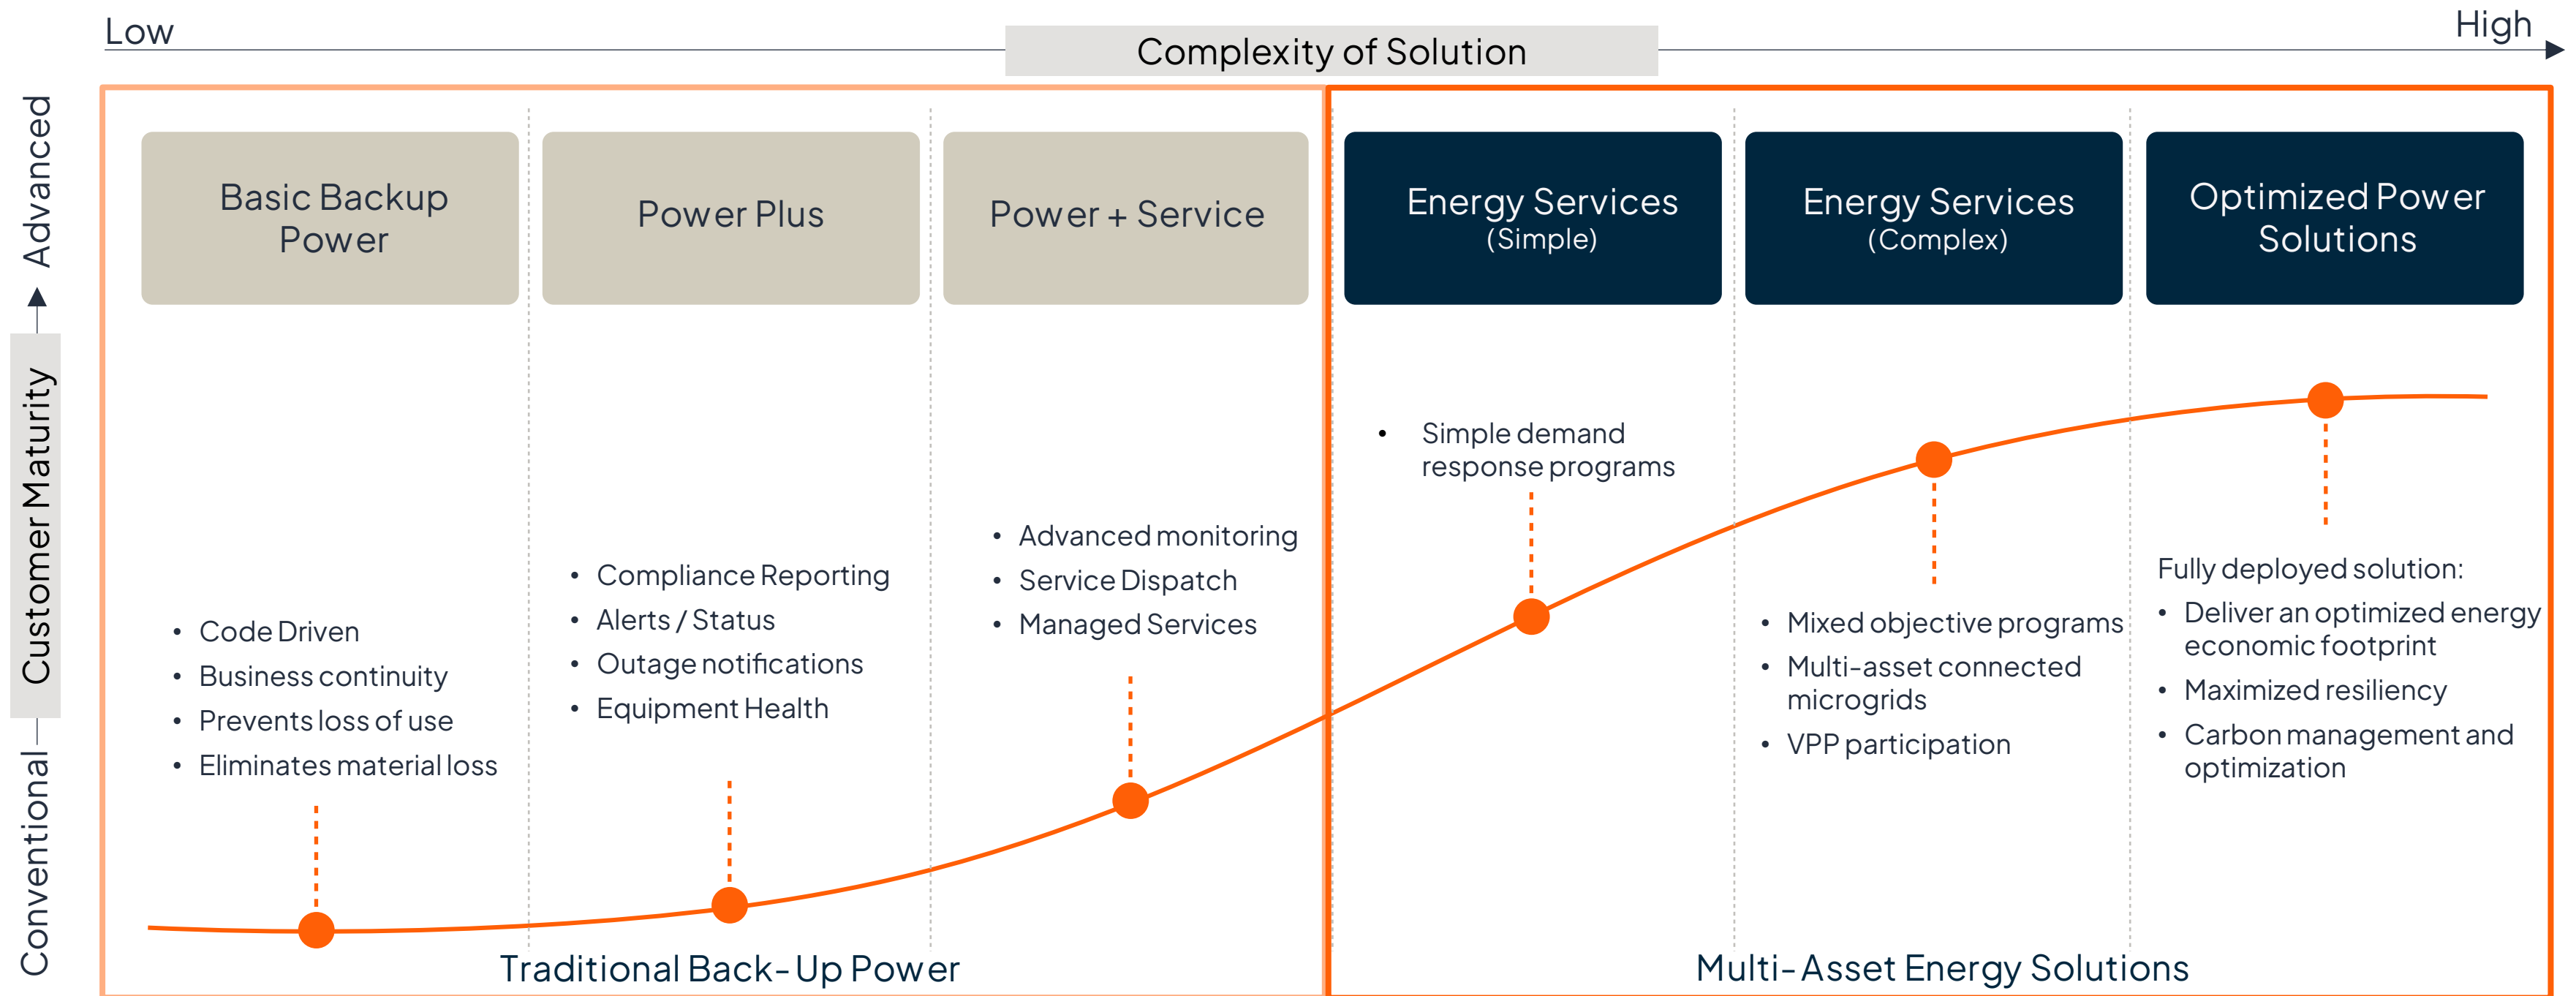 Low
Complexity of Solution
High
Advanced
Customer Maturity
Conventional
Basic Backup
Power
Power Plus
Power + Service
Energy Services
(Simple)
Energy Services
(Complex)
Optimized Power
Solutions
• Code Driven
• Business continuity
• Prevents loss of use
• Eliminates material loss
• Compliance Reporting
• Alerts / Status
• Outage notifications
• Equipment Health
• Advanced monitoring
• Service Dispatch
• Managed Services
• Simple demand
response programs
• Mixed objective programs
• Multi-asset connected
microgrids
• VPP participation
Fully deployed solution:
• Deliver an optimized energy
economic footprint
• Maximized resiliency
• Carbon management and
optimization
Traditional Back-Up Power
Multi-Asset Energy Solutions